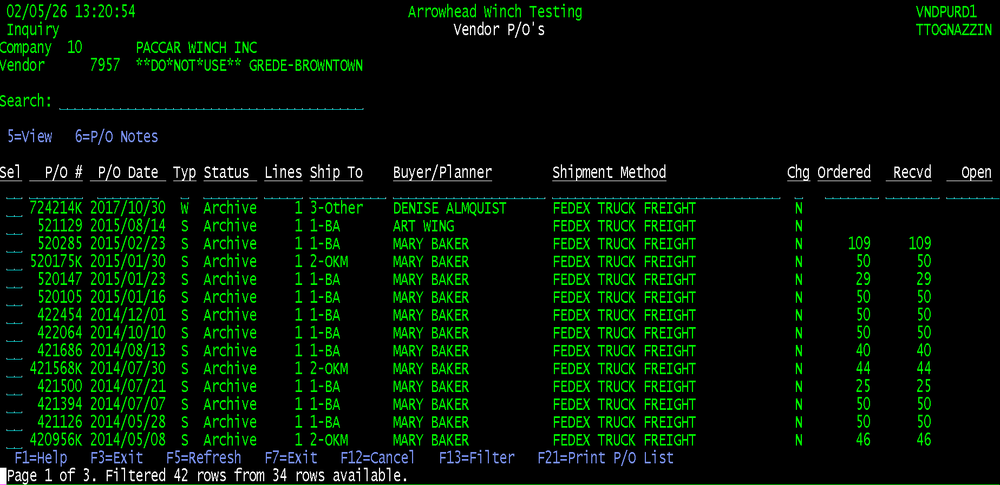 02/05/26 13:20:54 Arrowhead Winch Testing VNDPURD1
Inquiry Vendor P/O's TTOGNAZZIN
Company 10 PACCAR WINCH INC
Vendor 7957 **DO*NOT*USE** GREDE-BROWNTOWN
Search:
5=View 6=P/O Notes
Sel P/O # P/O Date Typ Status Lines Ship To Buyer/Planner Shipment Method Chg Ordered Recvd Open
724214K 2017/10/30 W Archive 1 3-Other DENISE ALMQUIST FEDEX TRUCK FREIGHT N
521129 2015/08/14 S Archive 1 1-BA ART WING FEDEX TRUCK FREIGHT N
520285 2015/02/23 S Archive 1 1-BA MARY BAKER FEDEX TRUCK FREIGHT N 109 109
520175K 2015/01/30 S Archive 1 2-OKM MARY BAKER FEDEX TRUCK FREIGHT N 50 50
520147 2015/01/23 S Archive 1 1-BA MARY BAKER FEDEX TRUCK FREIGHT N 29 29
520105 2015/01/16 S Archive 1 1-BA MARY BAKER FEDEX TRUCK FREIGHT N 50 50
422454 2014/12/01 S Archive 1 1-BA MARY BAKER FEDEX TRUCK FREIGHT N 50 50
422064 2014/10/10 S Archive 1 1-BA MARY BAKER FEDEX TRUCK FREIGHT N 50 50
421686 2014/08/13 S Archive 1 1-BA MARY BAKER FEDEX TRUCK FREIGHT N 40 40
421568K 2014/07/30 S Archive 1 2-OKM MARY BAKER FEDEX TRUCK FREIGHT N 44 44
421500 2014/07/21 S Archive 1 1-BA MARY BAKER FEDEX TRUCK FREIGHT N 25 25
421394 2014/07/07 S Archive 1 1-BA MARY BAKER FEDEX TRUCK FREIGHT N 50 50
421126 2014/05/28 S Archive 1 1-BA MARY BAKER FEDEX TRUCK FREIGHT N 50 50
420956K 2014/05/08 S Archive 1 2-OKM MARY BAKER FEDEX TRUCK FREIGHT N 46 46
F1=Help F3=Exit F5=Refresh F7=Exit F12=Cancel F13=Filter F21=Print P/O List
Page 1 of 3. Filtered 42 rows from 34 rows available.